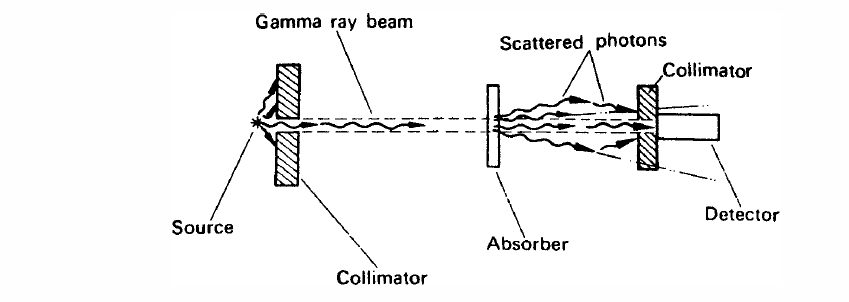 Gamma ray beam
Scattered photons
Collimator
Source
Collimator
Absorber
Detector